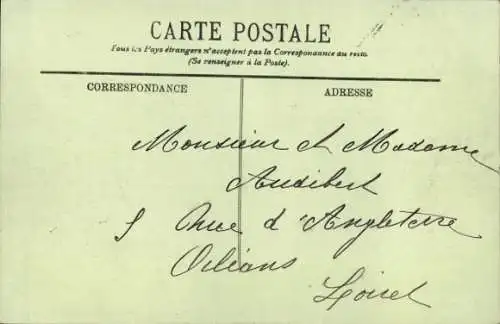 CARTE POSTALE
Tous les Pays étrangers n'acceptent pas la Correspondance au recto
(Se renseigner à la Poste).
CORRESPONDANCE ADRESSE
Monsieur et Madame
Audibert
5 Rue d'Angleterre
Orléans
Loiret